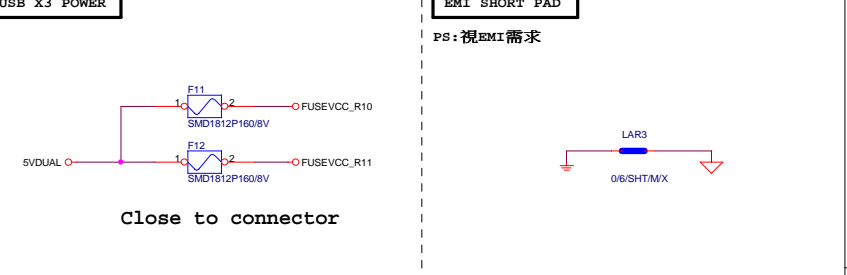 USB X3 POWER
F11
1
2
FUSEVCC_R10
SMD1812P160/8V
F12
5VDUAL
1
2
FUSEVCC_R11
SMD1812P160/8V
Close to connector
EMI SHORT PAD
PS:視EMI需求
LAR3
0/6/SHT/M/X